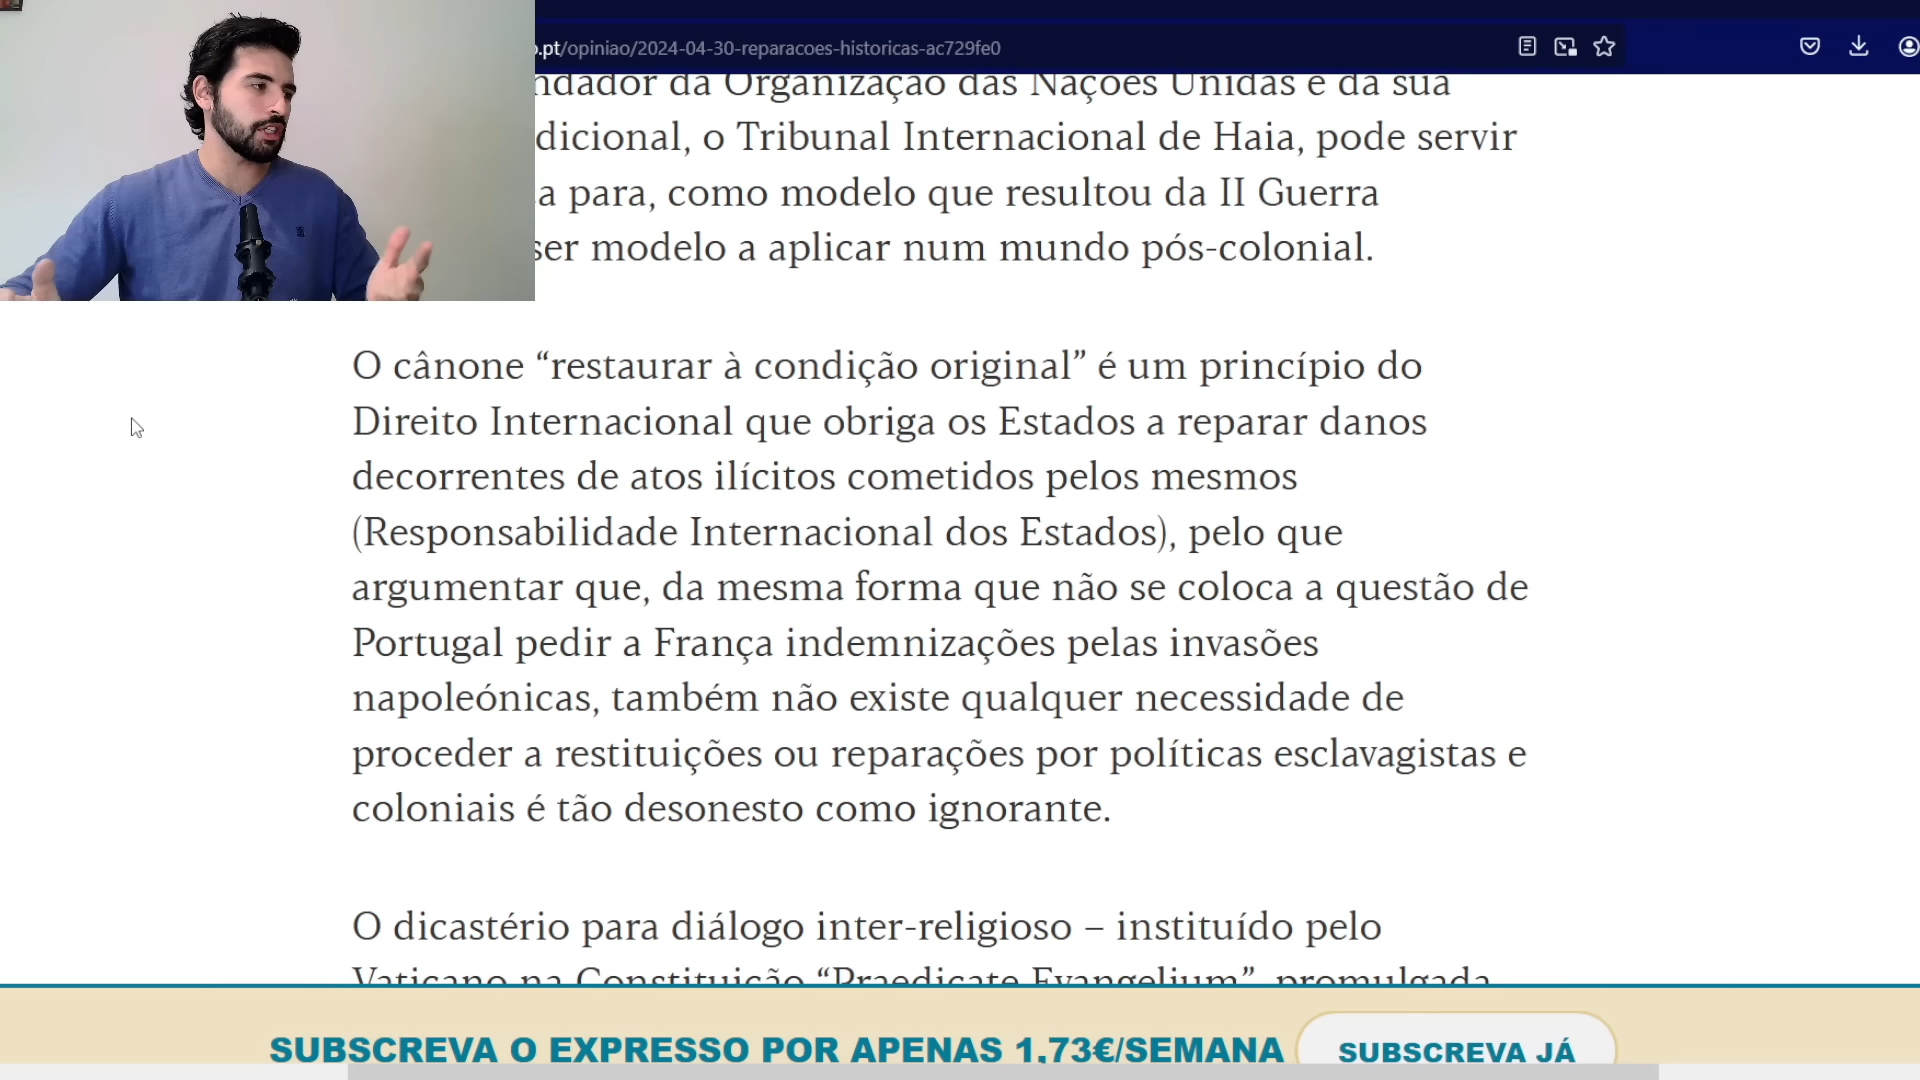 o.pt/opiniao/2024-04-30-reparacoes-historicas-ac729fe0
ndador da Organização das Nações Unidas e da sua
dicional, o Tribunal Internacional de Haia, pode servir
a para, como modelo que resultou da II Guerra
ser modelo a aplicar num mundo pós-colonial.
O cânone “restaurar à condição original” é um princípio do
Direito Internacional que obriga os Estados a reparar danos
decorrentes de atos ilícitos cometidos pelos mesmos
(Responsabilidade Internacional dos Estados), pelo que
argumentar que, da mesma forma que não se coloca a questão de
Portugal pedir a França indemnizações pelas invasões
napoleónicas, também não existe qualquer necessidade de
proceder a restituições ou reparações por políticas esclavagistas e
coloniais é tão desonesto como ignorante.
O dicastério para diálogo inter-religioso – instituído pelo
Vaticano na Constituição “Praedicate Evangelium”, promulgada
SUBSCREVA O EXPRESSO POR APENAS 1,73€/SEMANA
SUBSCREVA JÁ